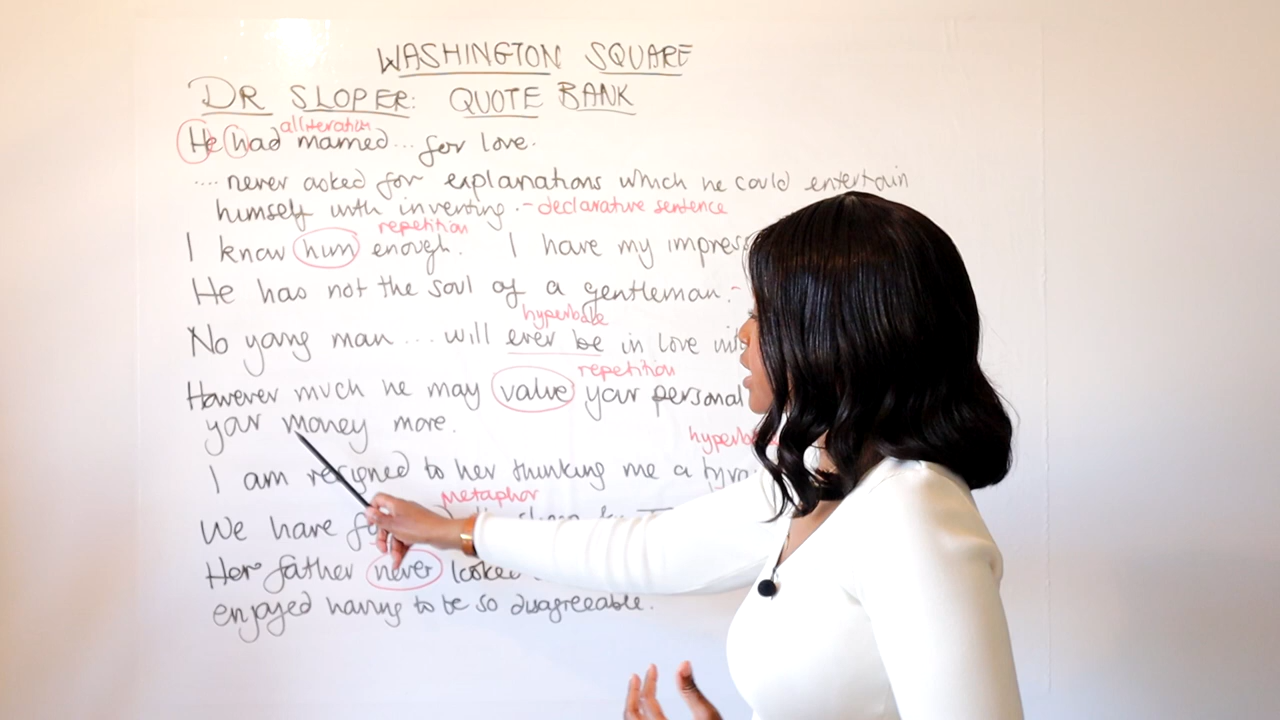 WASHINGTON SQUARE
DR SLOPER: QUOTE BANK
alliteration
He had married... for love.
.... never asked for explanations which he could entertain
himself with inventing. - declarature sentence
repetition
I know him enough. I have my impress
He has not the soul of a gentleman. -
hyperbole
No young man ... will ever be in love with
repetition
However much he may value your personal
your money more.
hyperbole
I am resigned to her thinking me a tyra
metaphor
We have
Her father never looked
enjoyed having to be so disagreeable.